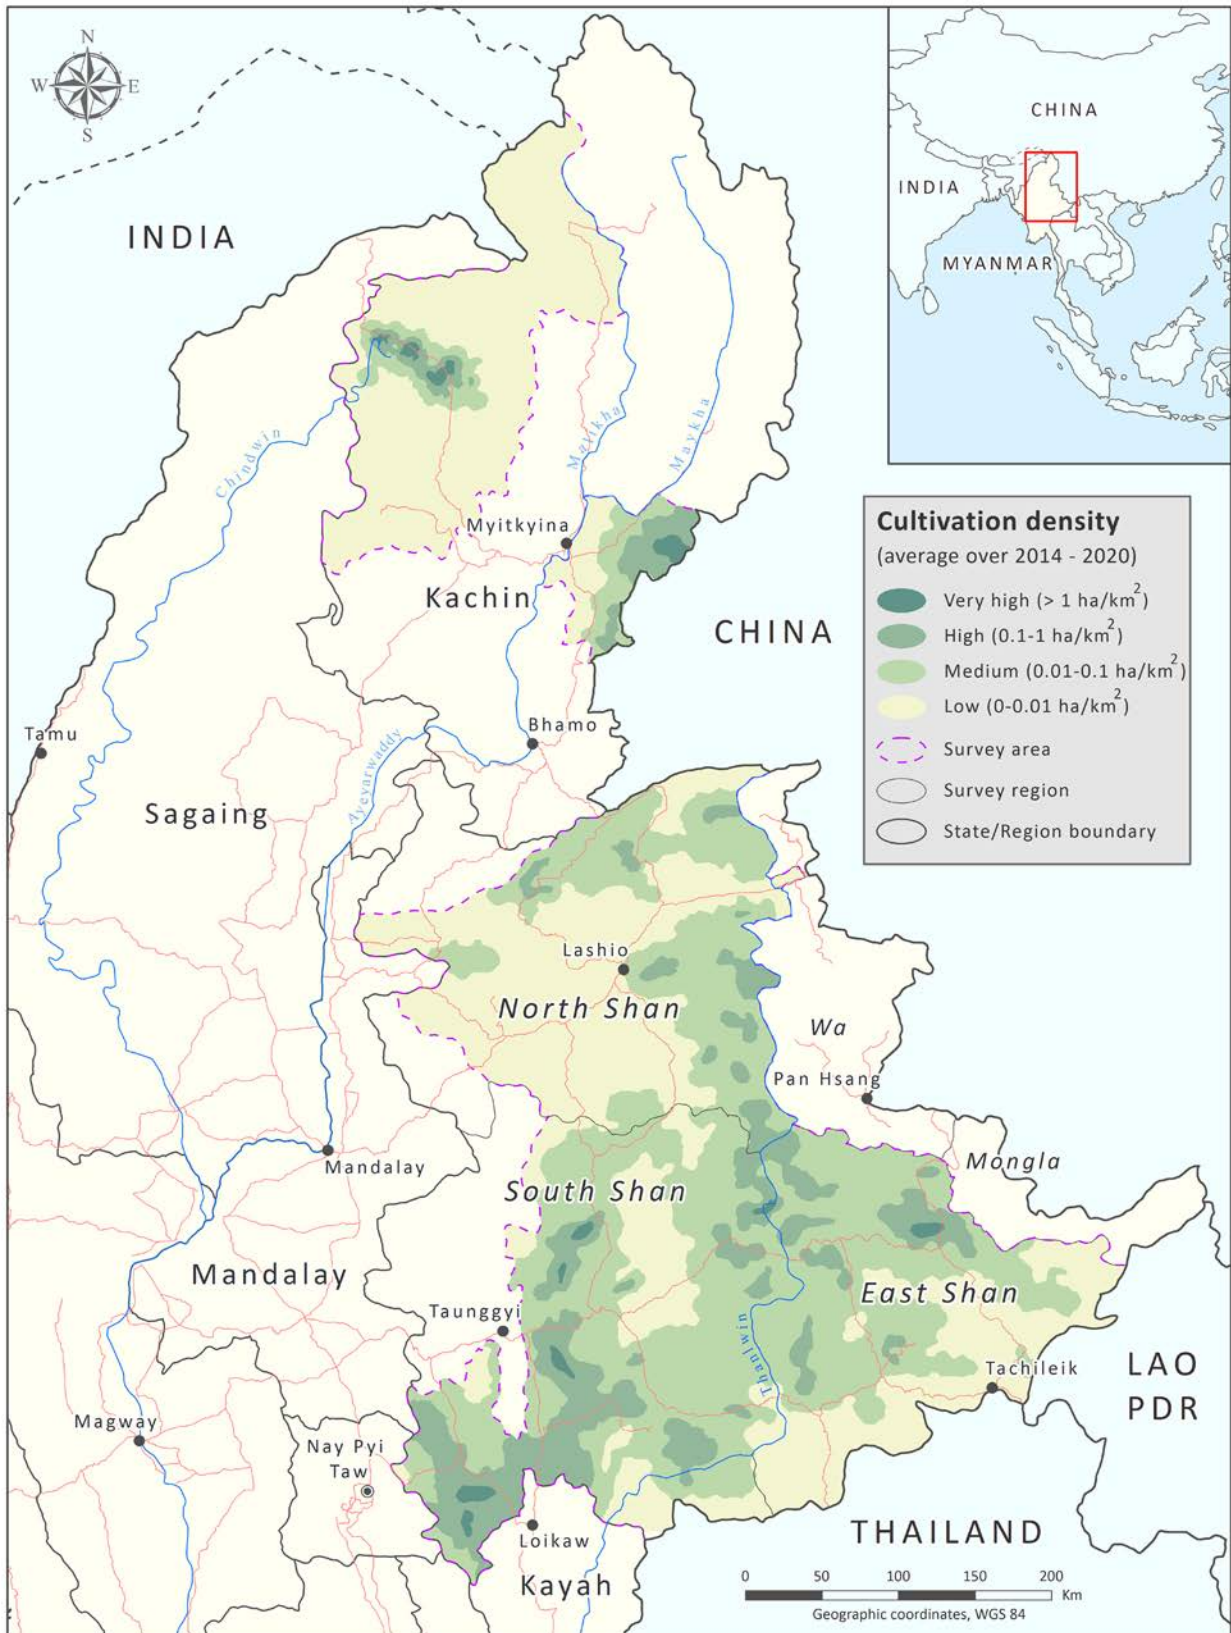 N
W E
S
INDIA
CHINA
INDIA
MYANMAR
Chindwin
Malikha
Maykha
Myitkyina
Kachin
CHINA
Cultivation density
(average over 2014 - 2020)
Very high (> 1 ha/km²)
High (0.1-1 ha/km²)
Medium (0.01-0.1 ha/km²)
Low (0-0.01 ha/km²)
Survey area
Survey region
State/Region boundary
Tamu
Bhamo
Ayeyarwaddy
Sagaing
Lashio
North Shan
Wa
Pan Hsang
Mandalay
Mongla
South Shan
Mandalay
East Shan
Taunggyi
Thanlwin
Tachileik
LAO
PDR
Magway
Nay Pyi
Taw
Loikaw
THAILAND
Kayah
0 50 100 150 200
Km
Geographic coordinates, WGS 84